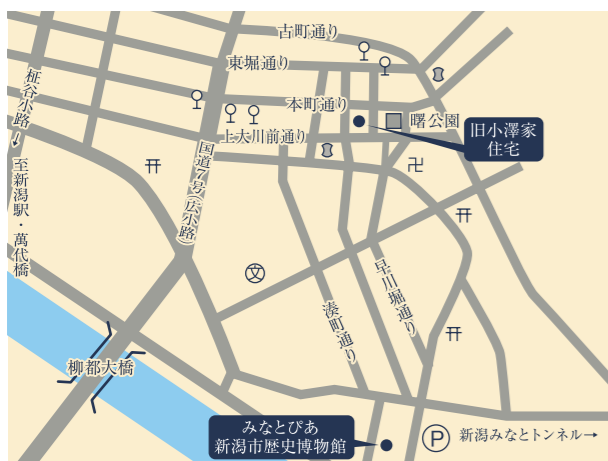 古町通り
東堀通り
本町通り
曙公園
旧小澤家
住宅
上大川前通り
柾谷小路
→至新潟駅・萬代橋
国道7号(広小路)
卍
文
湊町通り
早川堀通り
柳都大橋
みなとぴあ
新潟市歴史博物館
P
新潟みなとトンネル→